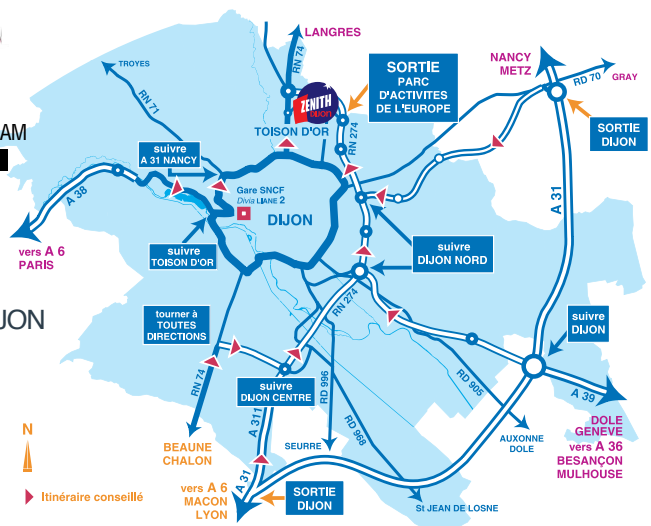 LANGRES
RN 74
TROYES
RN 71
ZENITH
DIJON
TOISON D'OR
SORTIE
PARC
D'ACTIVITES
DE L'EUROPE
RN 274
NANCY
METZ
RD 70
GRAY
SORTIE
DIJON
AM
suivre
A 31 NANCY
A 38
Gare SNCF
Divia LIANE 2
DIJON
A 31
vers A 6
PARIS
suivre
TOISON D'OR
suivre
DIJON NORD
JON
tourner à
TOUTES
DIRECTIONS
RN 274
suivre
DIJON
RN 74
suivre
DIJON CENTRE
RD 996
RD 905
A 39
A 311
RD 968
DOLE
GENEVE
vers A 36
BESANÇON
MULHOUSE
AUXONNE
DOLE
N
BEAUNE
CHALON
SEURRE
A 31
vers A 6
MACON
LYON
SORTIE
DIJON
St JEAN DE LOSNE
Itinéraire conseillé